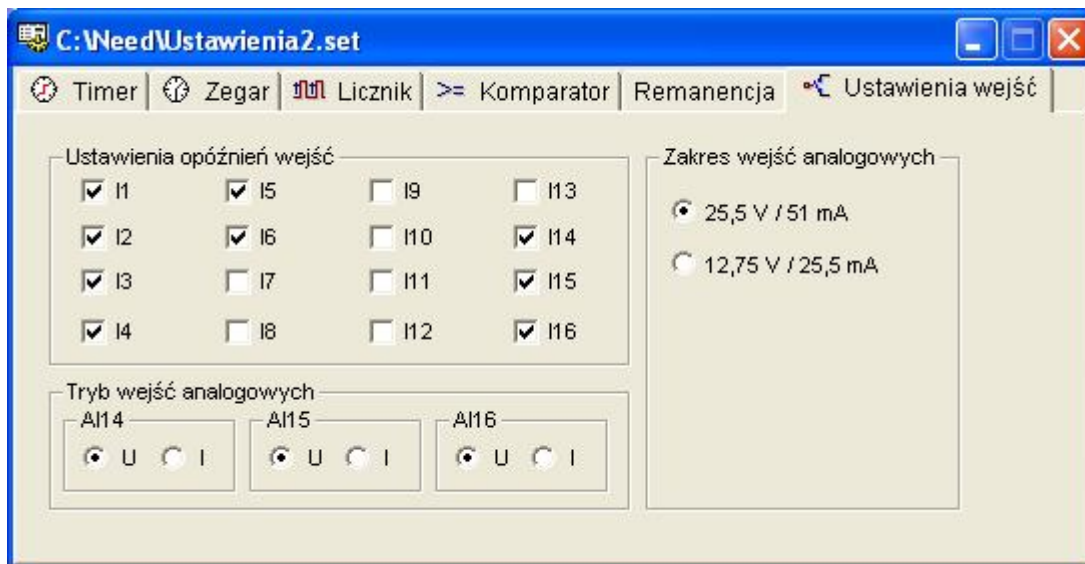 C:\Need\Ustawienia2.set
Timer Zegar Licznik >= Komparator Remanencja Ustawienia wejść
Ustawienia opóźnień wejść
I1 I5 I9 I13
I2 I6 I10 I14
I3 I7 I11 I15
I4 I8 I12 I16
Zakres wejść analogowych
25,5 V / 51 mA
12,75 V / 25,5 mA
Tryb wejść analogowych
AI14 AI15 AI16
U I U I U I